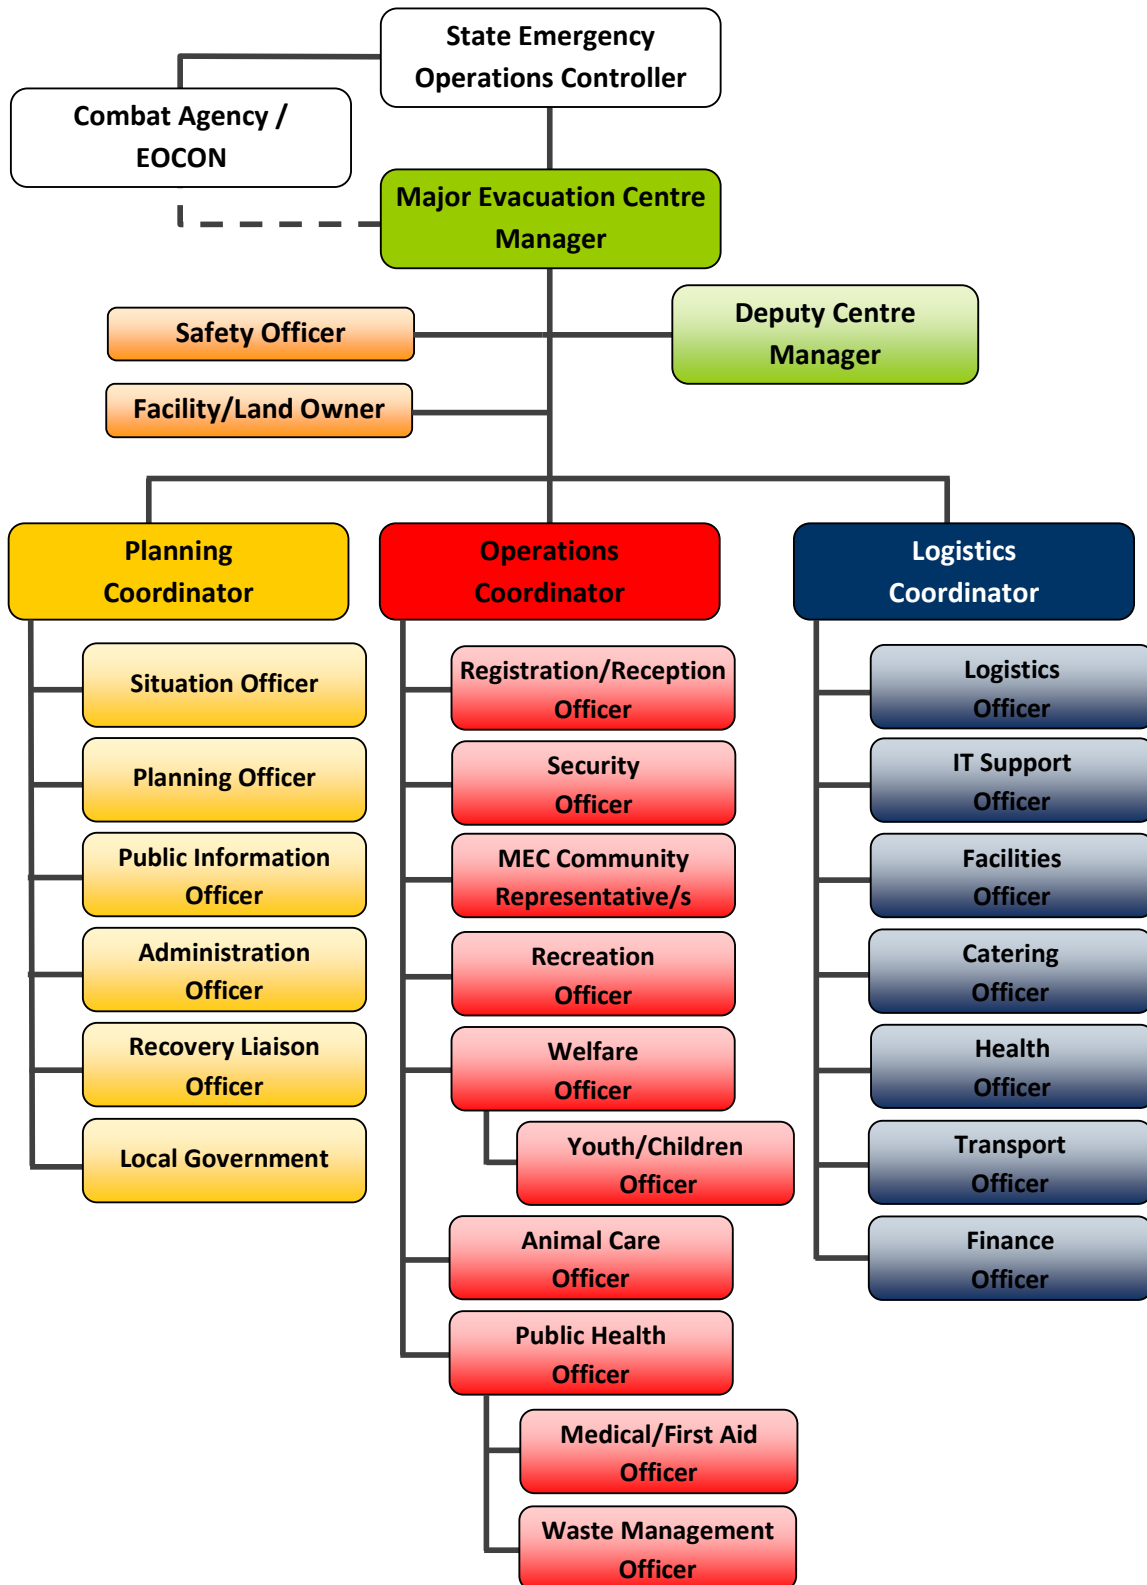 State Emergency
Operations Controller
Combat Agency /
EOCON
Major Evacuation Centre
Manager
Safety Officer
Deputy Centre
Manager
Facility/Land Owner
Planning
Coordinator
Situation Officer
Planning Officer
Public Information
Officer
Administration
Officer
Recovery Liaison
Officer
Local Government
Operations
Coordinator
Registration/Reception
Officer
Security
Officer
MEC Community
Representative/s
Recreation
Officer
Welfare
Officer
Youth/Children
Officer
Animal Care
Officer
Public Health
Officer
Medical/First Aid
Officer
Waste Management
Officer
Logistics
Coordinator
Logistics
Officer
IT Support
Officer
Facilities
Officer
Catering
Officer
Health
Officer
Transport
Officer
Finance
Officer